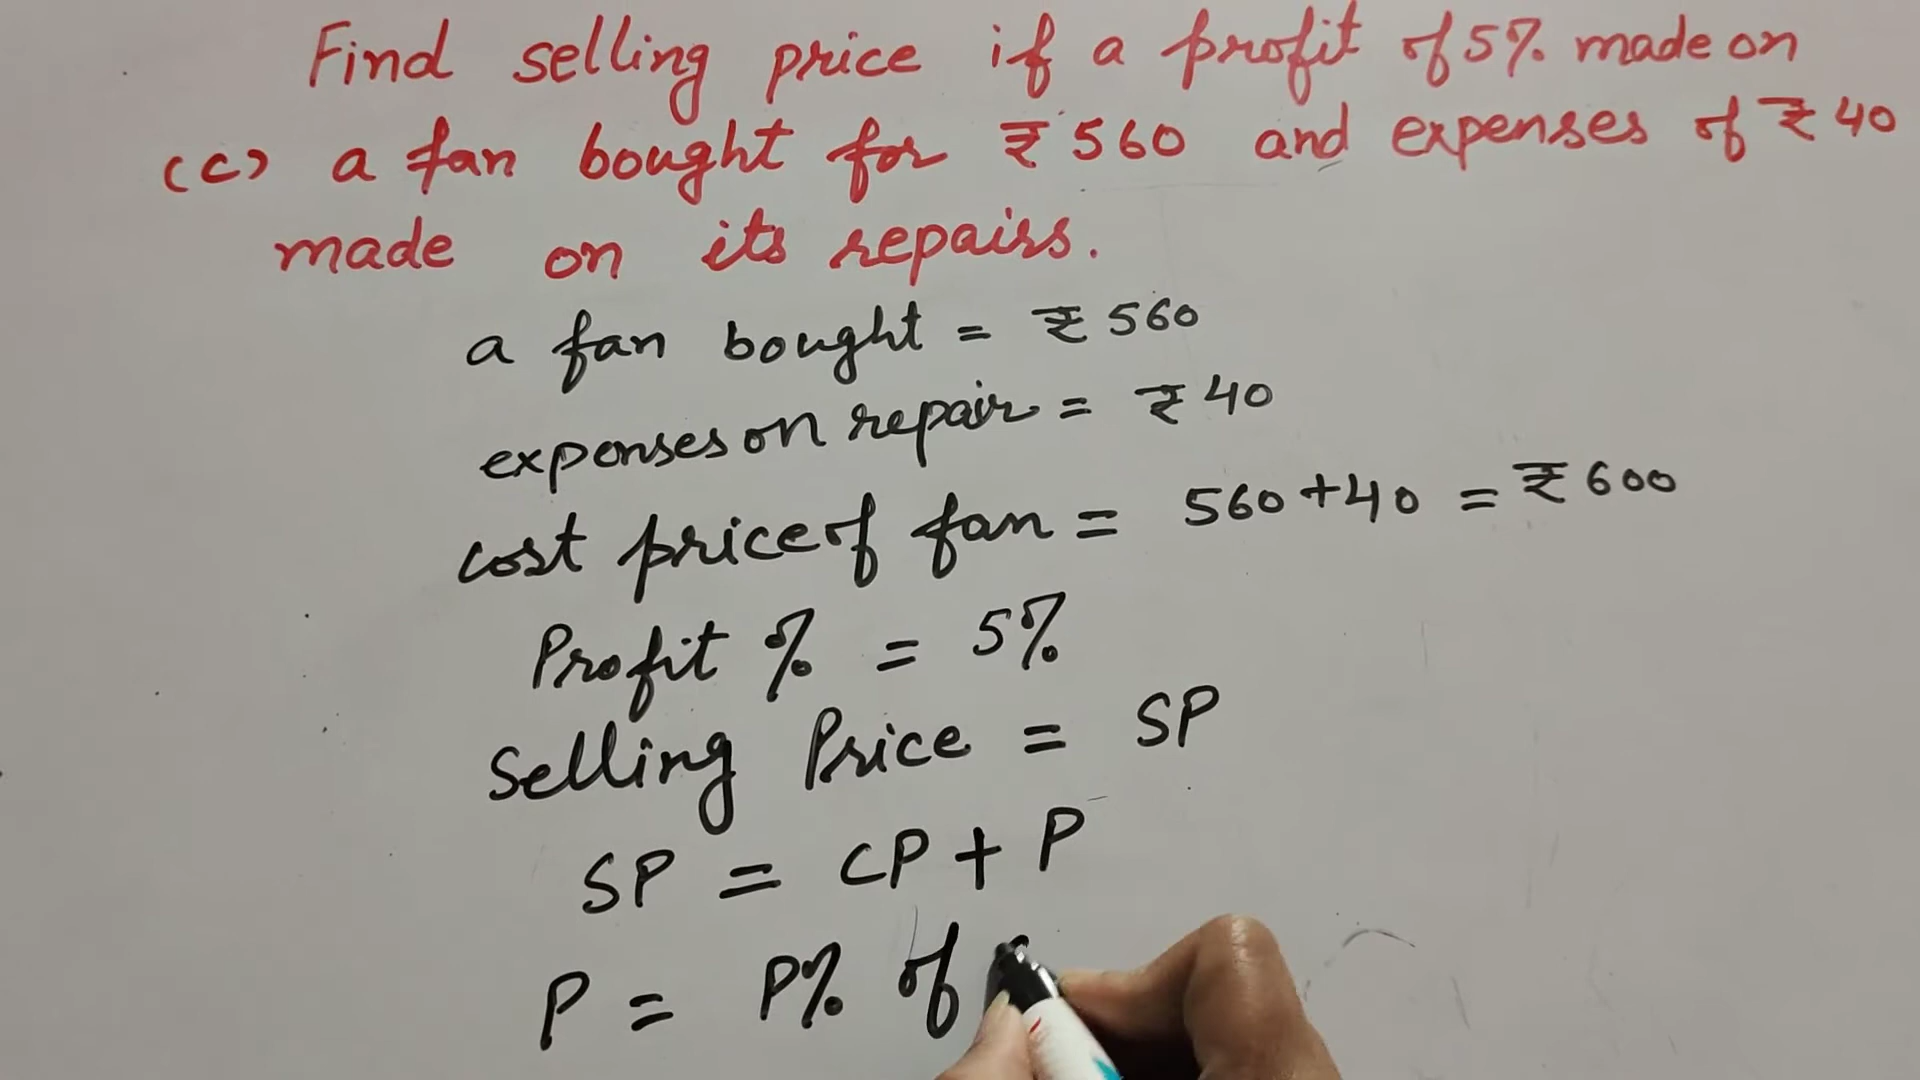 Find selling price if a profit of 5% made on
(c) a fan bought for ₹560 and expenses of ₹40
made on its repairs.
a fan bought = ₹560
expenses on repair = ₹40
cost price of fan = 560+40 = ₹600
Profit % = 5%
Selling Price = SP
SP = CP + P
P = P% of